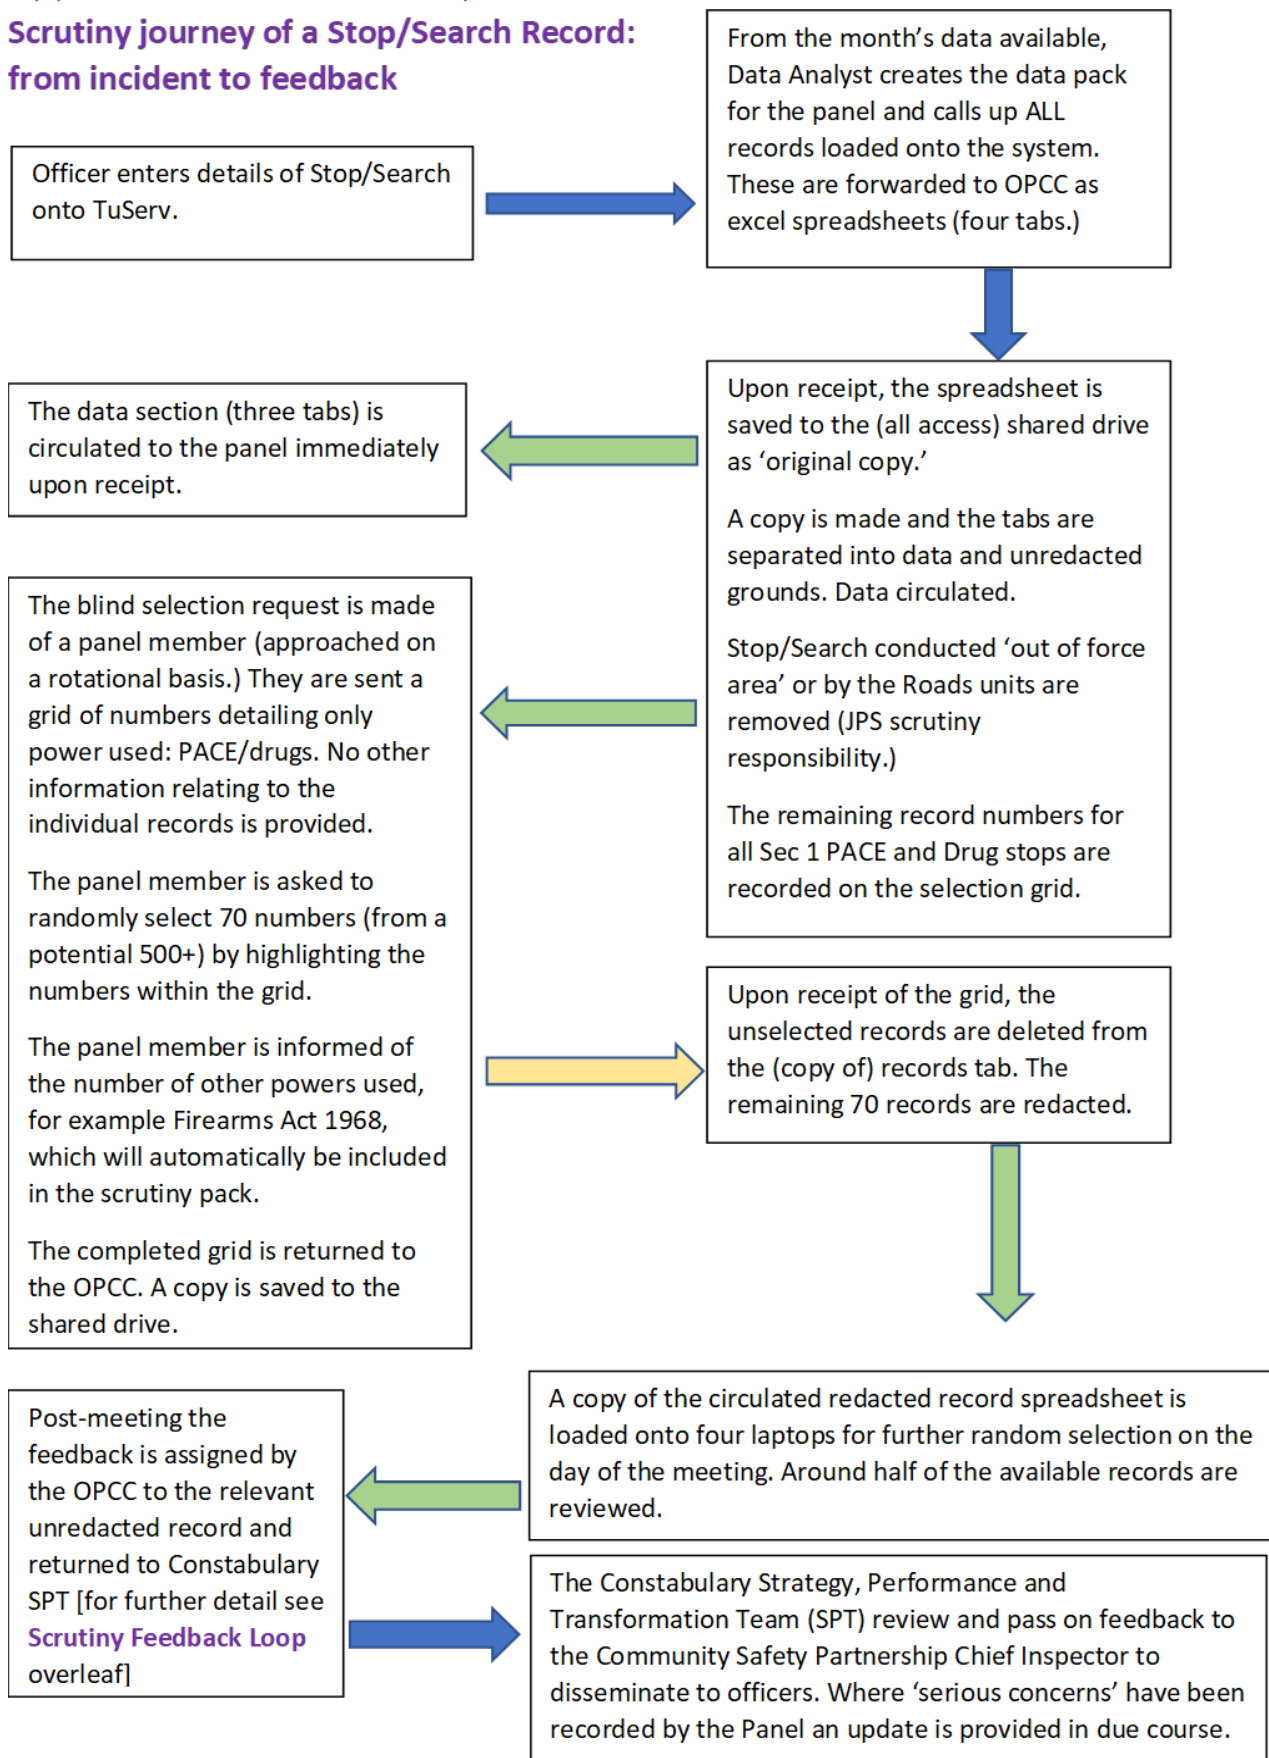 Scrutiny journey of a Stop/Search Record:
from incident to feedback
Officer enters details of Stop/Search
onto TuServ.
From the month's data available,
Data Analyst creates the data pack
for the panel and calls up ALL
records loaded onto the system.
These are forwarded to OPCC as
excel spreadsheets (four tabs.)
Upon receipt, the spreadsheet is
saved to the (all access) shared drive
as ‘original copy.’
A copy is made and the tabs are
separated into data and unredacted
grounds. Data circulated.
Stop/Search conducted ‘out of force
area’ or by the Roads units are
removed (JPS scrutiny
responsibility.)
The remaining record numbers for
all Sec 1 PACE and Drug stops are
recorded on the selection grid.
The data section (three tabs) is
circulated to the panel immediately
upon receipt.
The blind selection request is made
of a panel member (approached on
a rotational basis.) They are sent a
grid of numbers detailing only
power used: PACE/drugs. No other
information relating to the
individual records is provided.
The panel member is asked to
randomly select 70 numbers (from a
potential 500+) by highlighting the
numbers within the grid.
The panel member is informed of
the number of other powers used,
for example Firearms Act 1968,
which will automatically be included
in the scrutiny pack.
The completed grid is returned to
the OPCC. A copy is saved to the
shared drive.
Upon receipt of the grid, the
unselected records are deleted from
the (copy of) records tab. The
remaining 70 records are redacted.
A copy of the circulated redacted record spreadsheet is
loaded onto four laptops for further random selection on the
day of the meeting. Around half of the available records are
reviewed.
Post-meeting the
feedback is assigned by
the OPCC to the relevant
unredacted record and
returned to Constabulary
SPT [for further detail see
Scrutiny Feedback Loop
overleaf]
The Constabulary Strategy, Performance and
Transformation Team (SPT) review and pass on feedback to
the Community Safety Partnership Chief Inspector to
disseminate to officers. Where ‘serious concerns’ have been
recorded by the Panel an update is provided in due course.